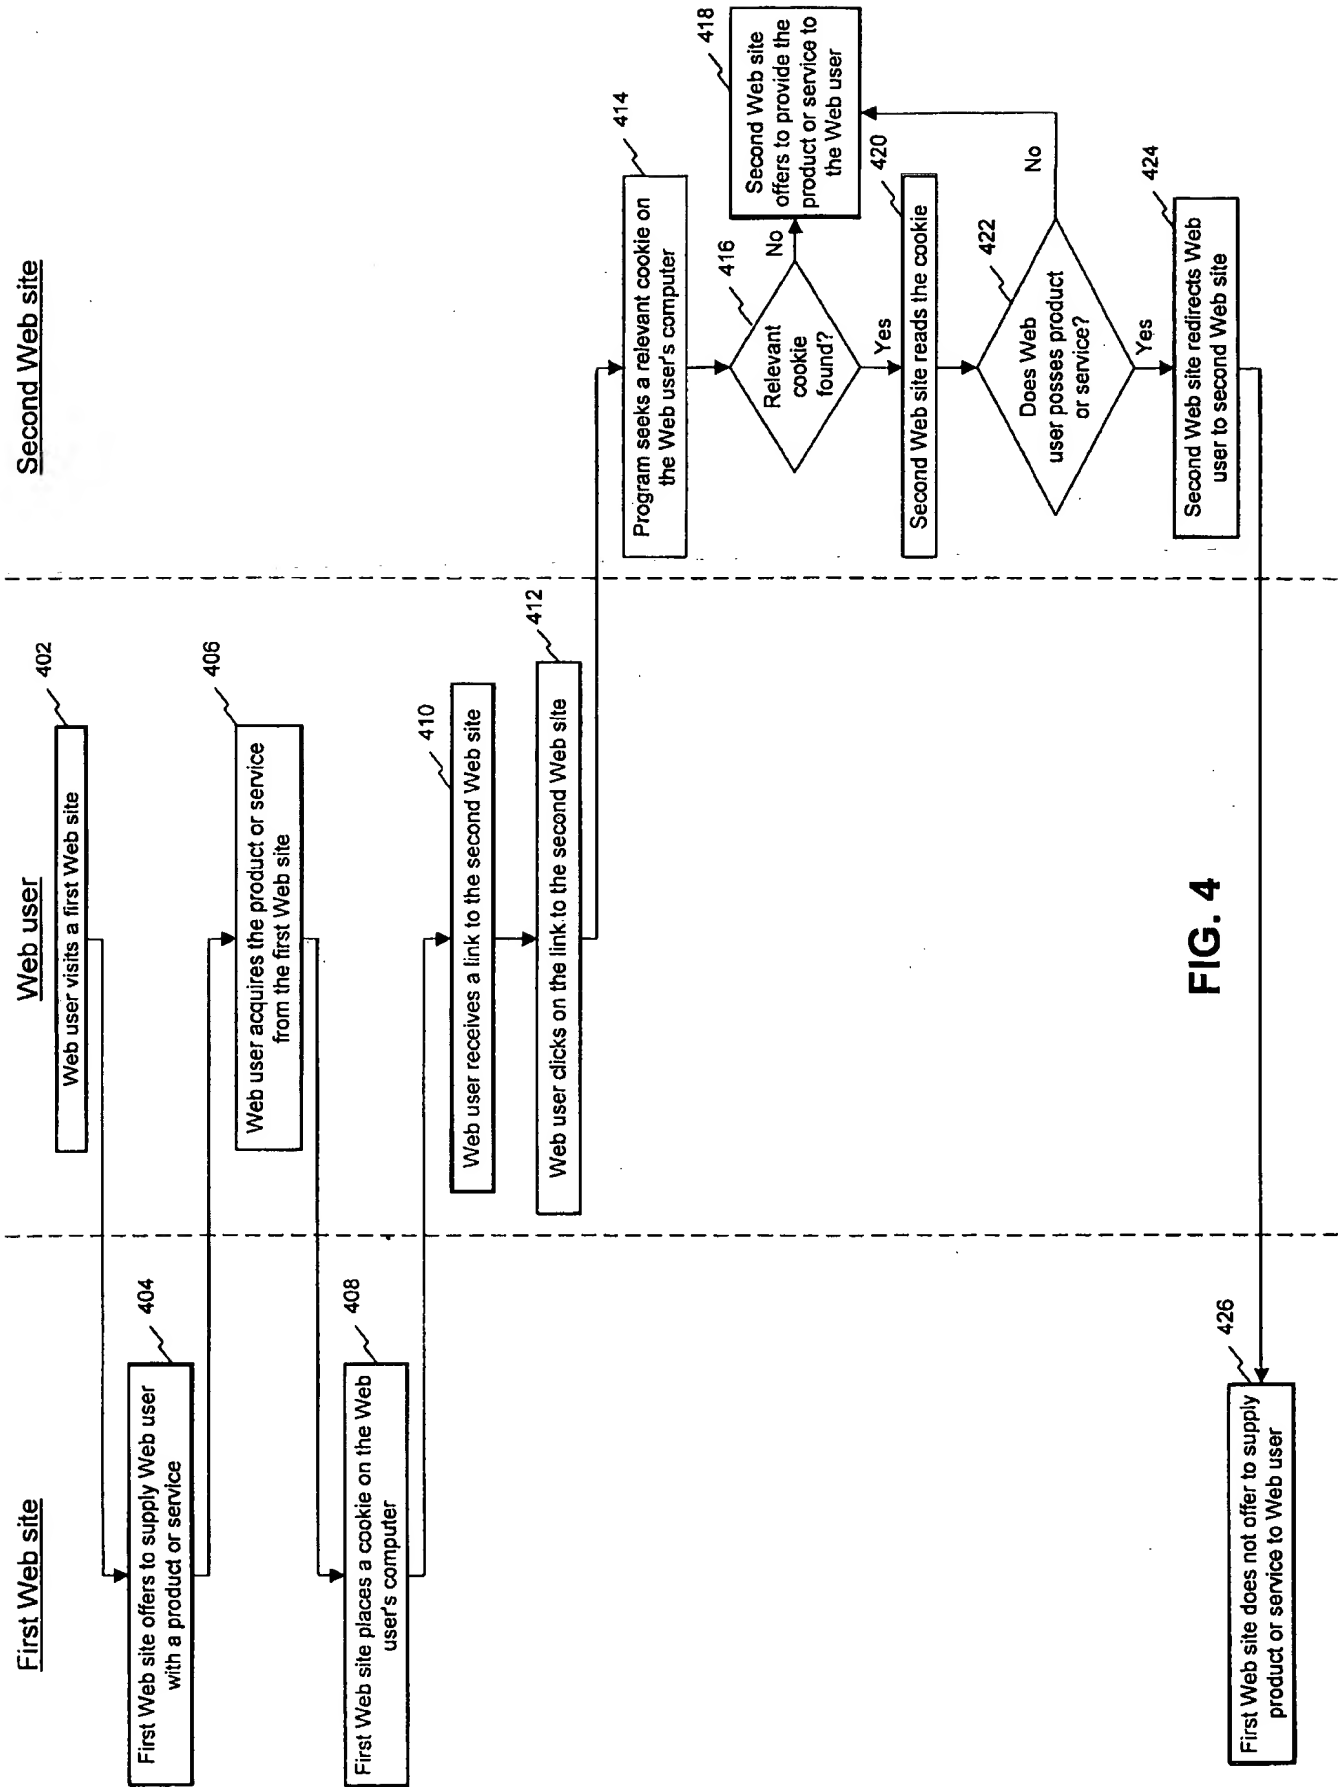 First Web site
Web user
Second Web site
402
Web user visits a first Web site
404
First Web site offers to supply Web user
with a product or service
406
Web user acquires the product or service
from the first Web site
408
First Web site places a cookie on the Web
user's computer
410
Web user receives a link to the second Web site
412
Web user clicks on the link to the second Web site
414
Program seeks a relevant cookie on
the Web user's computer
416
Relevant
cookie
found?
No
418
Second Web site
offers to provide the
product or service to
the Web user
Yes
420
Second Web site reads the cookie
422
Does Web
user posses product
or service?
No
Yes
424
Second Web site redirects Web
user to second Web site
426
First Web site does not offer to supply
product or service to Web user
FIG. 4